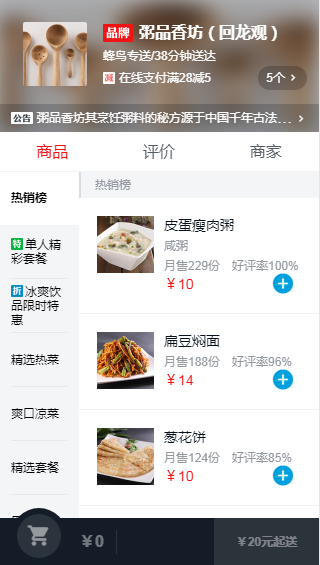 品牌 粥品香坊（回龙观）
蜂鸟专送/38分钟送达
减 在线支付满28减5
5个 >
公告 粥品香坊其烹饪粥料的秘方源于中国千年古法... >
商品 评价 商家
热销榜
特 单人精
彩套餐
折 冰爽饮
品限时特
惠
精选热菜
爽口凉菜
精选套餐
热销榜
皮蛋瘦肉粥
咸粥
月售229份 好评率100%
￥10
扁豆焖面
月售188份 好评率96%
￥14
葱花饼
月售124份 好评率85%
￥10
￥0
￥20元起送